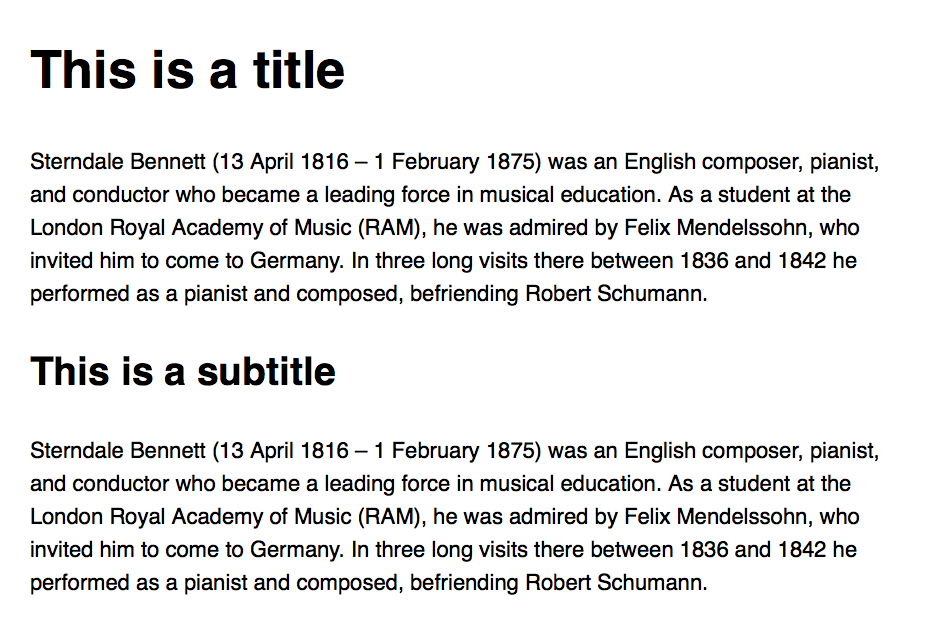 This is a title
Sterndale Bennett (13 April 1816 – 1 February 1875) was an English composer, pianist,
and conductor who became a leading force in musical education. As a student at the
London Royal Academy of Music (RAM), he was admired by Felix Mendelssohn, who
invited him to come to Germany. In three long visits there between 1836 and 1842 he
performed as a pianist and composed, befriending Robert Schumann.
This is a subtitle
Sterndale Bennett (13 April 1816 – 1 February 1875) was an English composer, pianist,
and conductor who became a leading force in musical education. As a student at the
London Royal Academy of Music (RAM), he was admired by Felix Mendelssohn, who
invited him to come to Germany. In three long visits there between 1836 and 1842 he
performed as a pianist and composed, befriending Robert Schumann.